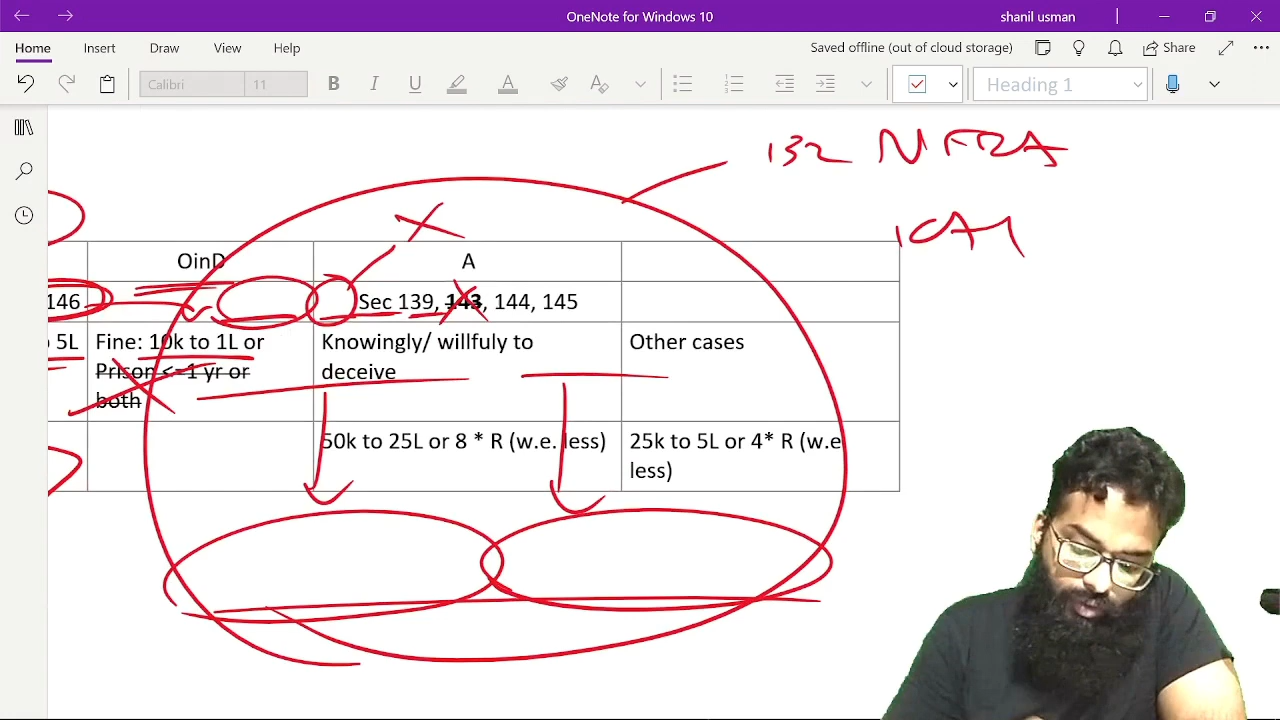 OneNote for Windows 10
shanil usman
Home Insert Draw View Help
Saved offline (out of cloud storage)
Share
Calibri 11 B I U A A Heading 1
132 NFRA
OinD A
146 Sec 139, 143, 144, 145
5L Fine: 10k to 1L or Knowingly/ willfuly to Other cases
Prison <=1 yr or deceive
both
50k to 25L or 8 * R (w.e. less) 25k to 5L or 4* R (w.e
less)